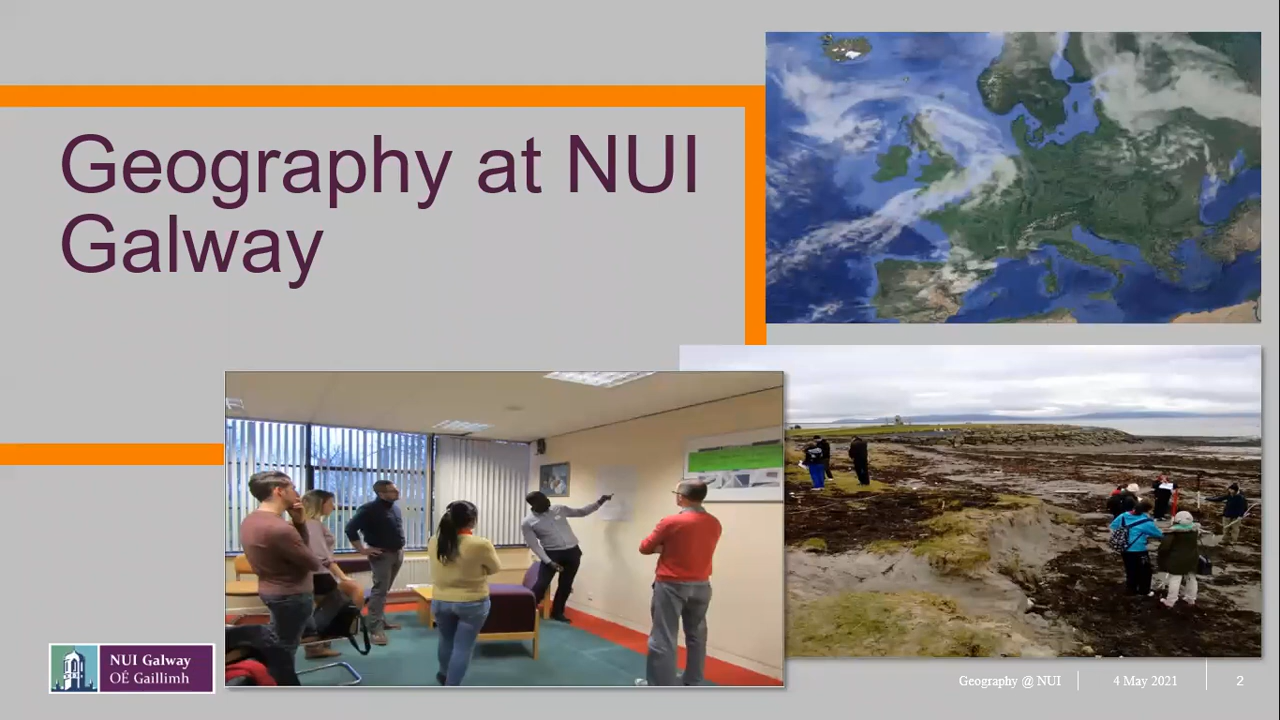 Geography at NUI
Galway
NUI Galway
OÉ Gaillimh
Geography @ NUI
4 May 2021
2